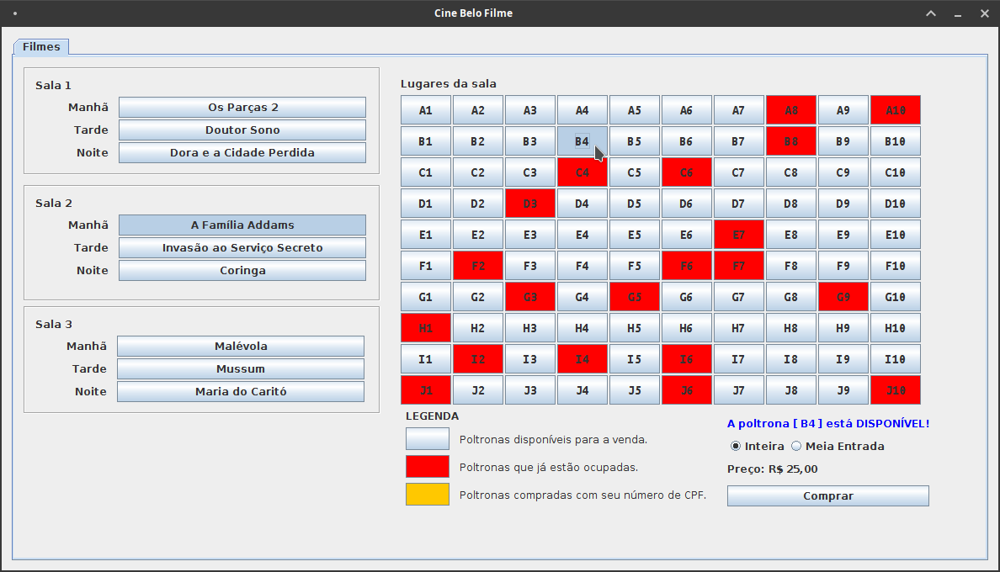 Cine Belo Filme
Filmes
Sala 1
Manhã Os Parças 2
Tarde Doutor Sono
Noite Dora e a Cidade Perdida
Sala 2
Manhã A Família Addams
Tarde Invasão ao Serviço Secreto
Noite Coringa
Sala 3
Manhã Malévola
Tarde Mussum
Noite Maria do Caritó
Lugares da sala
A1 A2 A3 A4 A5 A6 A7 A8 A9 A10
B1 B2 B3 B4 B5 B6 B7 B8 B9 B10
C1 C2 C3 C4 C5 C6 C7 C8 C9 C10
D1 D2 D3 D4 D5 D6 D7 D8 D9 D10
E1 E2 E3 E4 E5 E6 E7 E8 E9 E10
F1 F2 F3 F4 F5 F6 F7 F8 F9 F10
G1 G2 G3 G4 G5 G6 G7 G8 G9 G10
H1 H2 H3 H4 H5 H6 H7 H8 H9 H10
I1 I2 I3 I4 I5 I6 I7 I8 I9 I10
J1 J2 J3 J4 J5 J6 J7 J8 J9 J10
LEGENDA
Poltronas disponíveis para a venda.
Poltronas que já estão ocupadas.
Poltronas compradas com seu número de CPF.
A poltrona [ B4 ] está DISPONÍVEL!
Inteira Meia Entrada
Preço: R$ 25,00
Comprar